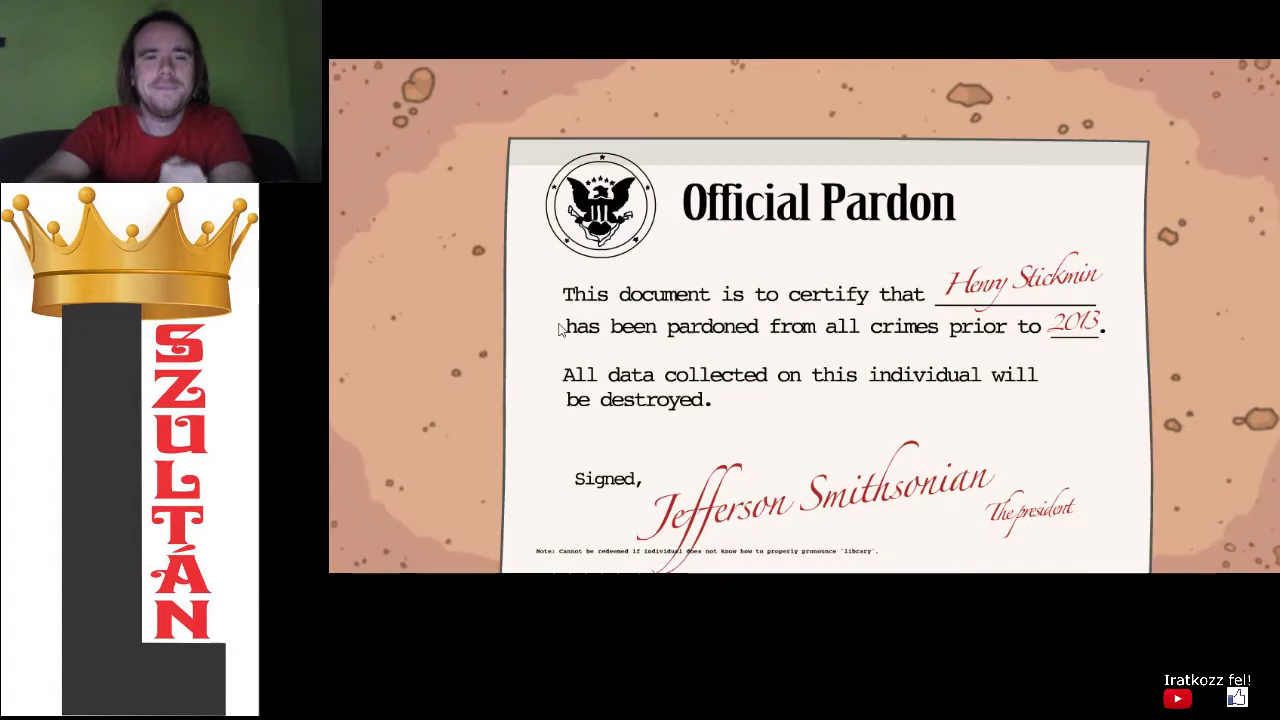 L
SZULTÁN
Official Pardon
This document is to certify that Henry Stickmin
has been pardoned from all crimes prior to 2013.
All data collected on this individual will
be destroyed.
Signed, Jefferson Smithsonian
The president
Note: Cannot be redeemed if individual does not know how to properly pronounce 'library'.
Iratkozz fel!